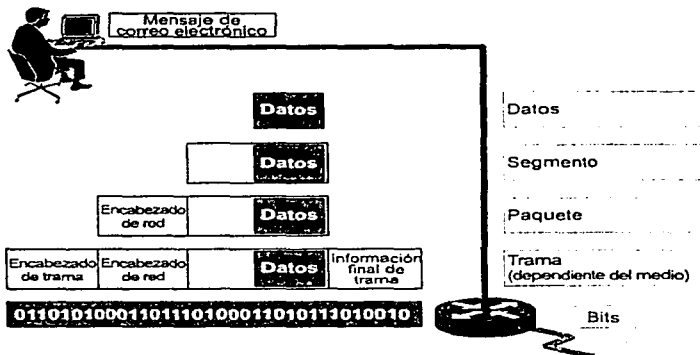 Mensaje de
correo electrónico
Datos
Datos
Datos
Segmento
Encabezado
de rod
Datos
Paquete
Encabezado
de trama
Encabezado
de red
Datos
Información
final de
trama
Trama
(dependiente del medio)
01101010001101110100011010111010010
Bits